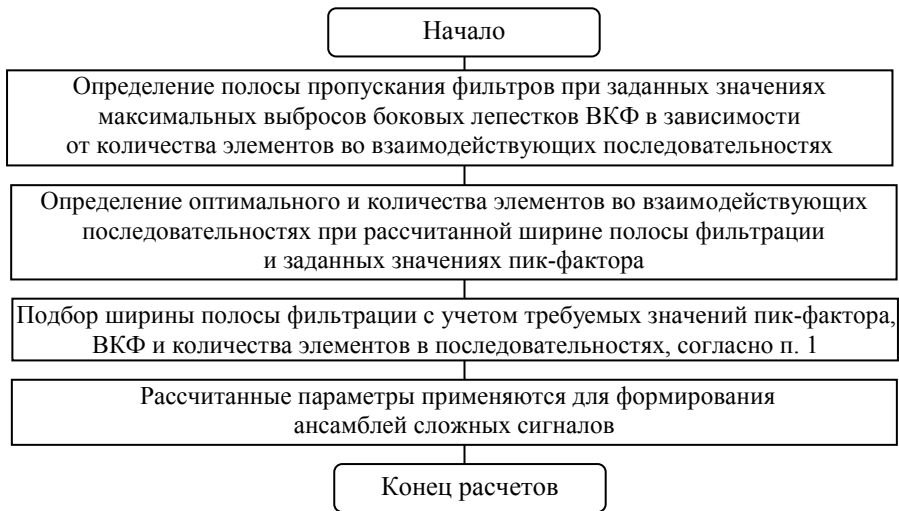 Начало
Определение полосы пропускания фильтров при заданных значениях
максимальных выбросов боковых лепестков ВКФ в зависимости
от количества элементов во взаимодействующих последовательностях
Определение оптимального и количества элементов во взаимодействующих
последовательностях при рассчитанной ширине полосы фильтрации
и заданных значениях пик-фактора
Подбор ширины полосы фильтрации с учетом требуемых значений пик-фактора,
ВКФ и количества элементов в последовательностях, согласно п. 1
Рассчитанные параметры применяются для формирования
ансамблей сложных сигналов
Конец расчетов